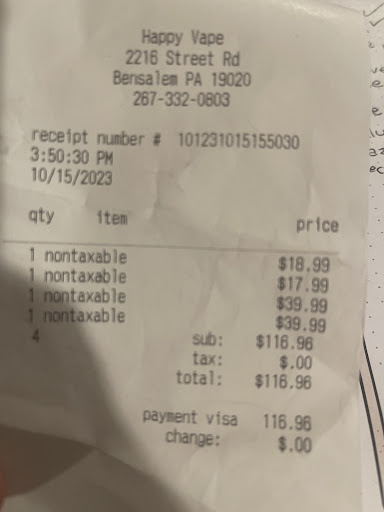 Happy Vape
2216 Street Rd
Bensalem PA 19020
267-332-0803
receipt number # 101231015155030
3:50:30 PM
10/15/2023
qty item price
1 nontaxable $18.99
1 nontaxable $17.99
1 nontaxable $39.99
1 nontaxable $39.99
4
sub: $116.96
tax: $.00
total: $116.96
payment visa 116.96
change: $.00